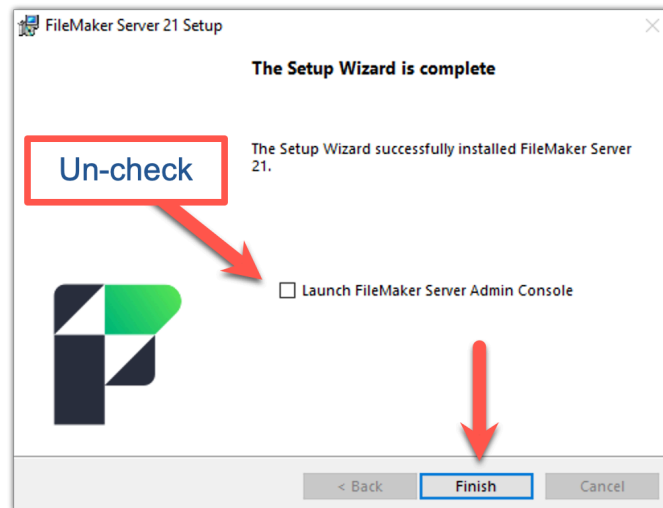 FileMaker Server 21 Setup
The Setup Wizard is complete
The Setup Wizard successfully installed FileMaker Server
21.
Un-check
Launch FileMaker Server Admin Console
< Back
Finish
Cancel